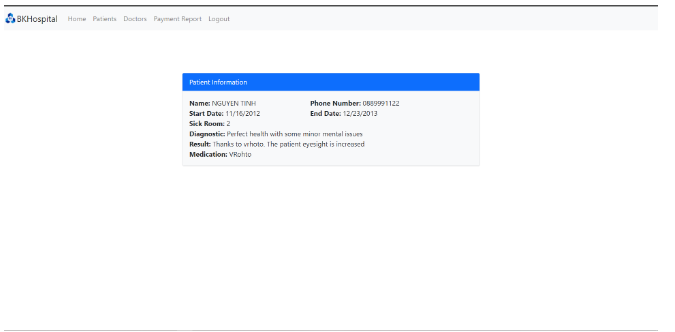 BKHospital Home Patients Doctors Payment Report Logout
Patient Information
Name: NGUYEN TINH Phone Number: 0889991122
Start Date: 11/16/2012 End Date: 12/23/2013
Sick Room: 2
Diagnostic: Perfect health with some minor mental issues
Result: Thanks to vrhoto. The patient eyesight is increased
Medication: VRohto